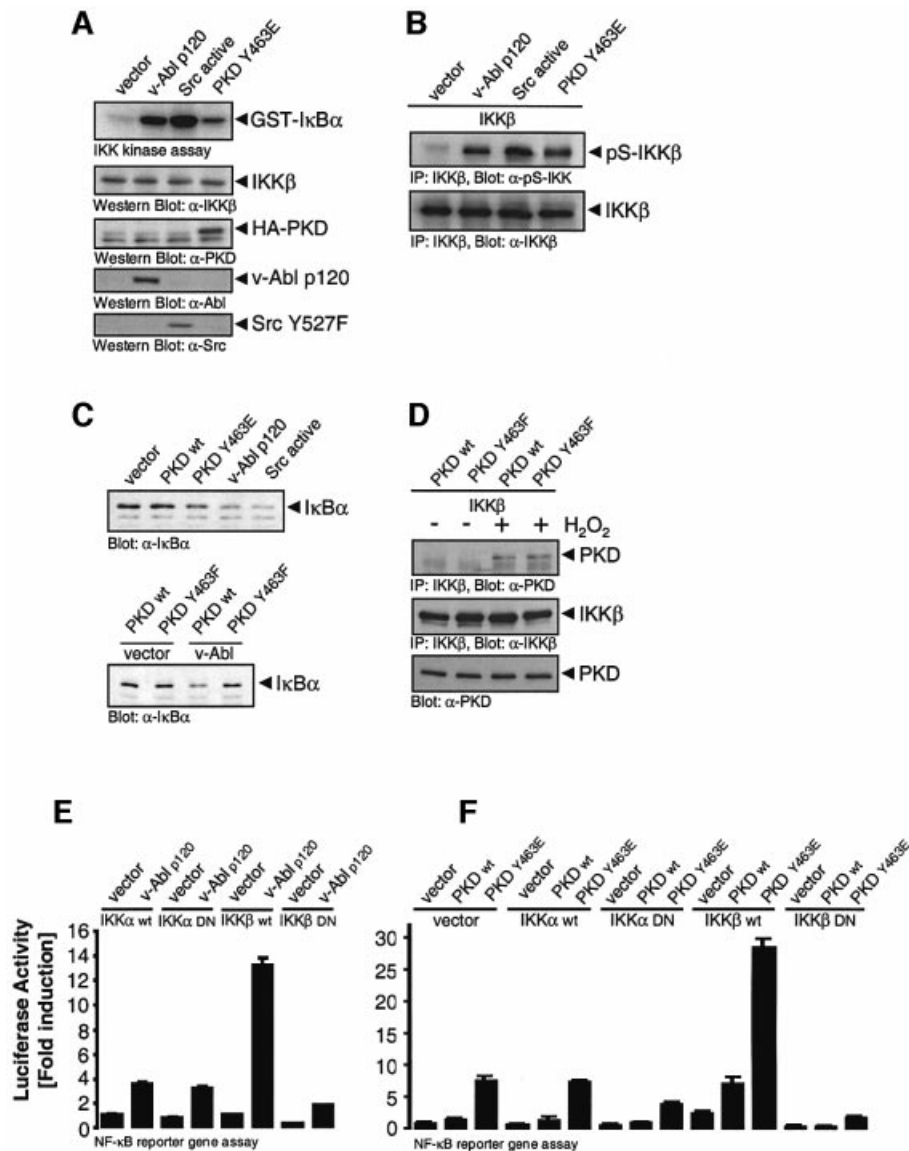 A
vector
v-Abl p120
Src active
PKD Y463E
GST-IκBα
IKK kinase assay
IKKβ
Western Blot: α-IKKβ
HA-PKD
Western Blot: α-PKD
v-Abl p120
Western Blot: α-Abl
Src Y527F
Western Blot: α-Src
B
vector
v-Abl p120
Src active
PKD Y463E
IKKβ
pS-IKKβ
IP: IKKβ, Blot: α-pS-IKK
IKKβ
IP: IKKβ, Blot: α-IKKβ
C
vector
PKD wt
PKD Y463E
v-Abl p120
Src active
IκBα
Blot: α-IκBα
PKD wt
PKD Y463F
PKD wt
PKD Y463F
vector v-Abl
IκBα
Blot: α-IκBα
D
PKD wt
PKD Y463F
PKD wt
PKD Y463F
IKKβ
- - + + H₂O₂
PKD
IP: IKKβ, Blot: α-PKD
IKKβ
IP: IKKβ, Blot: α-IKKβ
PKD
Blot: α-PKD
E
vector
v-Abl p120
vector
v-Abl p120
vector
v-Abl p120
vector
v-Abl p120
IKKα wt IKKα DN IKKβ wt IKKβ DN
Luciferase Activity
[Fold induction]
16
14
12
10
8
6
4
2
0
NF-κB reporter gene assay
F
vector
PKD wt
PKD Y463E
vector
PKD wt
PKD Y463E
vector
PKD wt
PKD Y463E
vector
PKD wt
PKD Y463E
vector
PKD wt
PKD Y463E
vector IKKα wt IKKα DN IKKβ wt IKKβ DN
30
25
20
15
10
5
0
NF-κB reporter gene assay